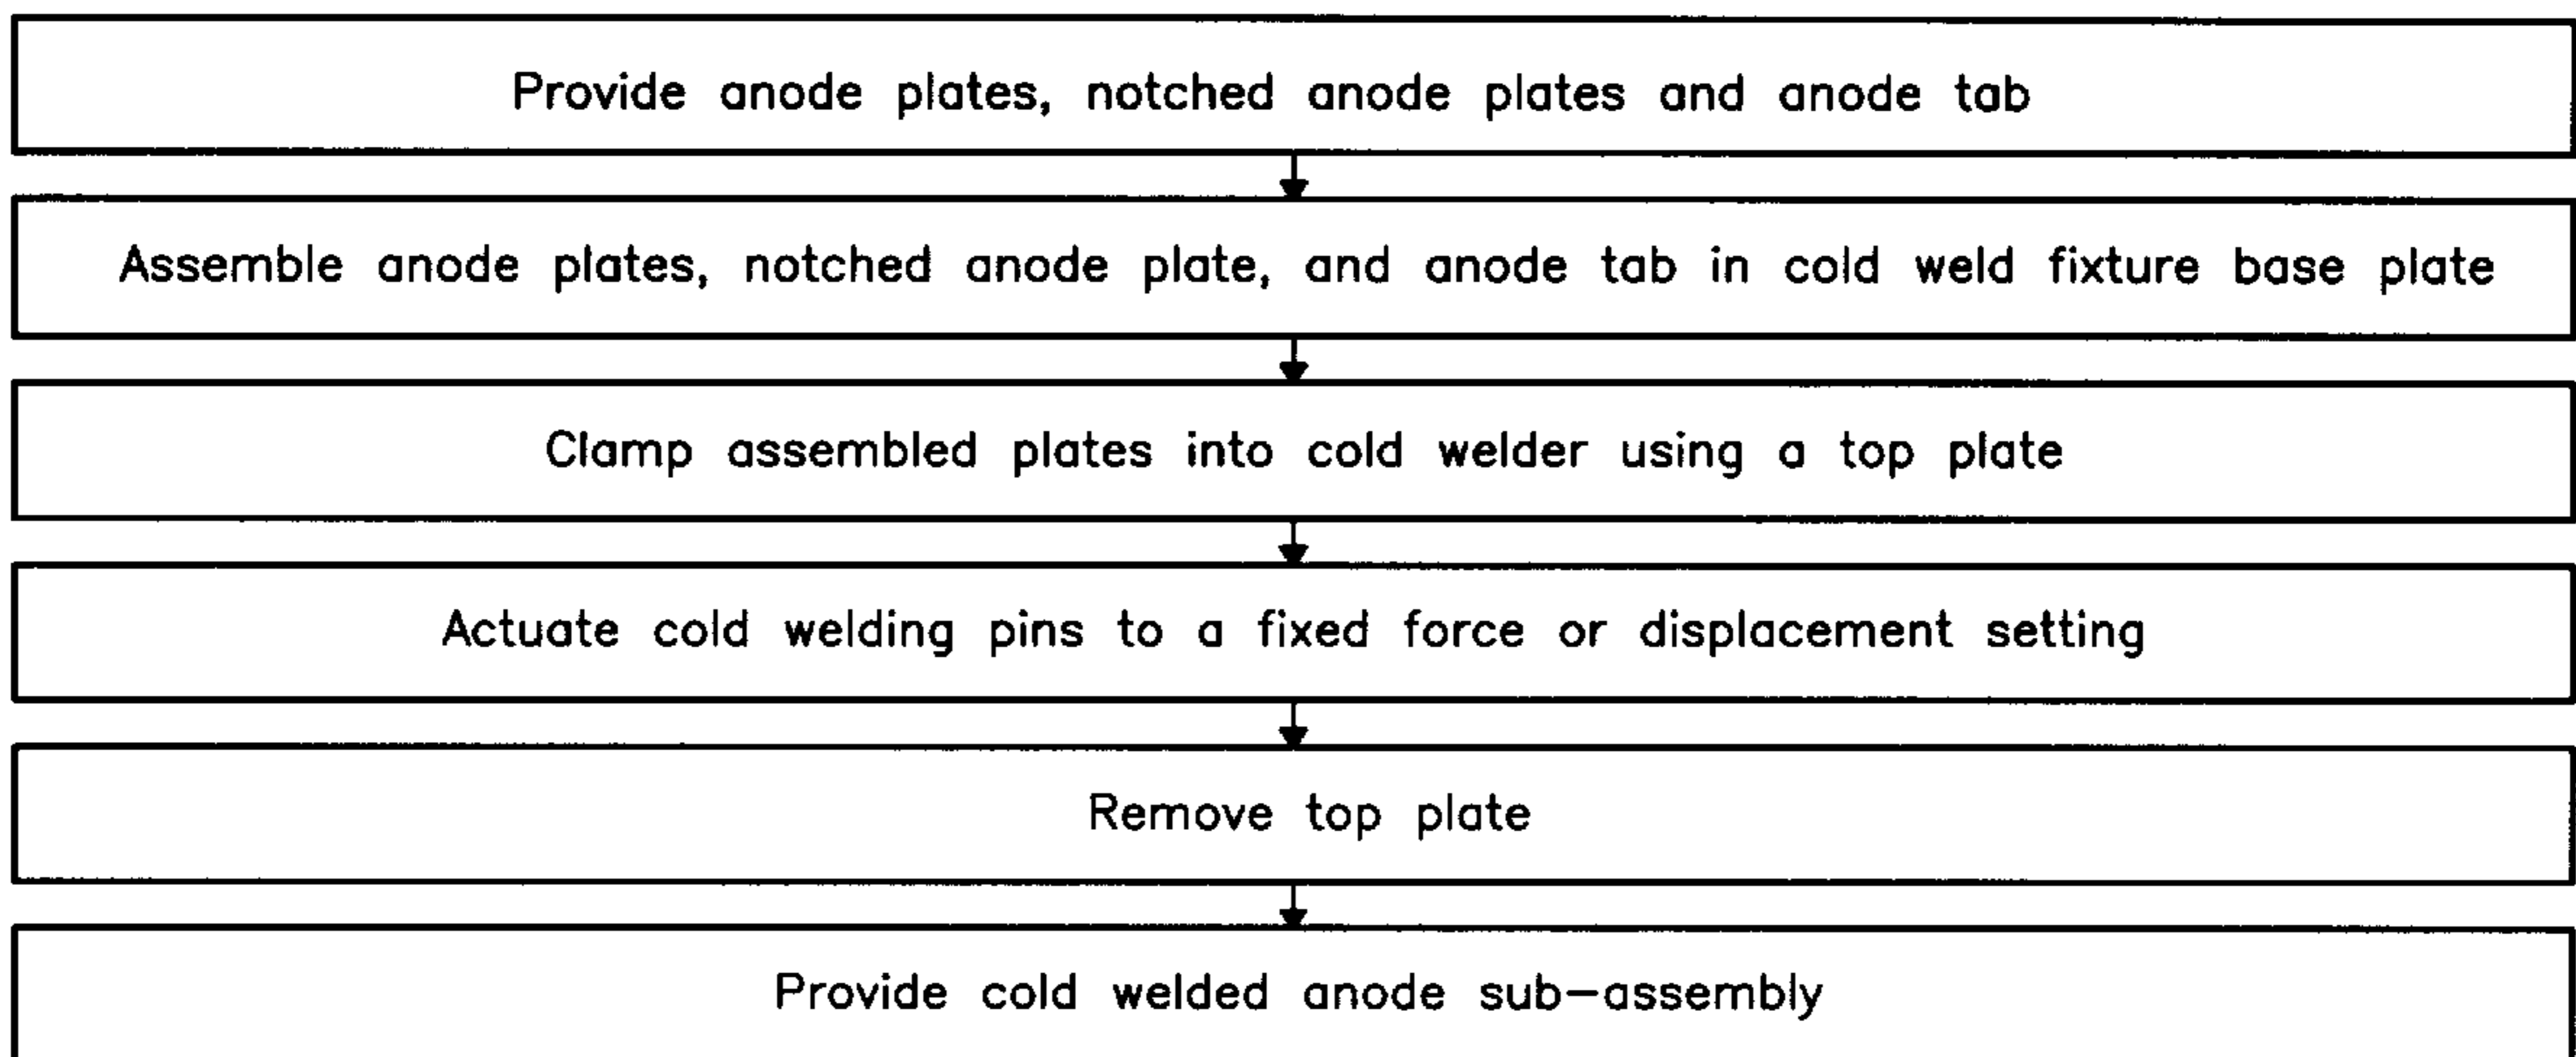 Provide anode plates, notched anode plates and anode tab
Assemble anode plates, notched anode plate, and anode tab in cold weld fixture base plate
Clamp assembled plates into cold welder using a top plate
Actuate cold welding pins to a fixed force or displacement setting
Remove top plate
Provide cold welded anode sub-assembly